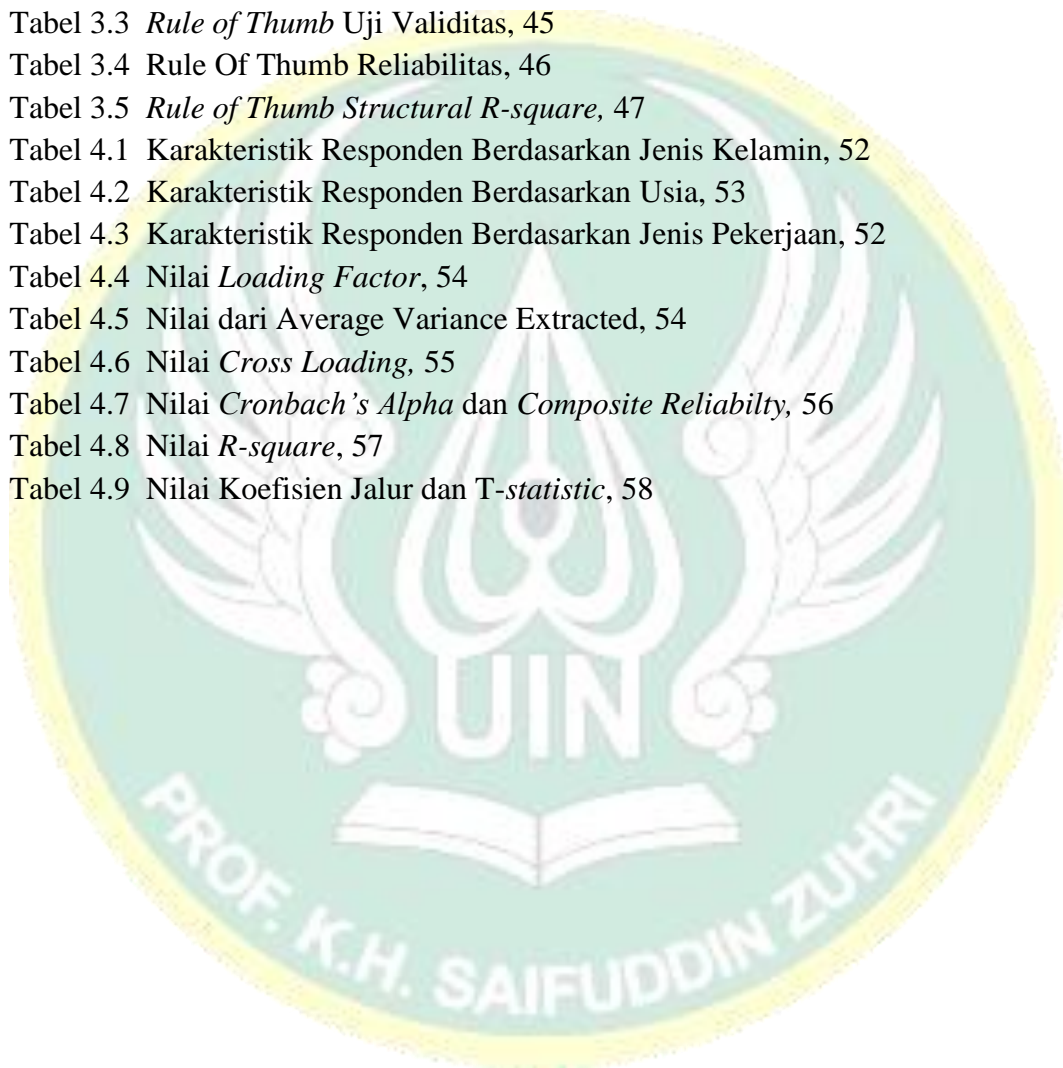 Tabel 3.3 Rule of Thumb Uji Validitas, 45
Tabel 3.4 Rule Of Thumb Reliabilitas, 46
Tabel 3.5 Rule of Thumb Structural R-square, 47
Tabel 4.1 Karakteristik Responden Berdasarkan Jenis Kelamin, 52
Tabel 4.2 Karakteristik Responden Berdasarkan Usia, 53
Tabel 4.3 Karakteristik Responden Berdasarkan Jenis Pekerjaan, 52
Tabel 4.4 Nilai Loading Factor, 54
Tabel 4.5 Nilai dari Average Variance Extracted, 54
Tabel 4.6 Nilai Cross Loading, 55
Tabel 4.7 Nilai Cronbach’s Alpha dan Composite Reliabilty, 56
Tabel 4.8 Nilai R-square, 57
Tabel 4.9 Nilai Koefisien Jalur dan T-statistic, 58
UIN
PROF. K.H. SAIFUDDIN ZUHRI